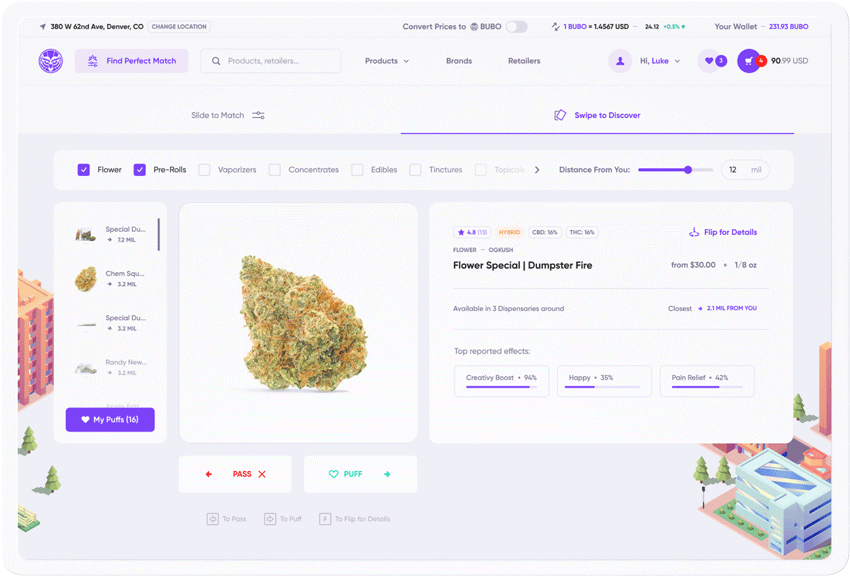 380 W 62nd Ave, Denver, CO CHANGE LOCATION Convert Prices to BUBO 1 BUBO = 1.4567 USD – 24.12 +0.5% Your Wallet – 231.93 BUBO
Find Perfect Match Products, retailers... Products Brands Retailers Hi, Luke 3 4 90.99 USD
Slide to Match Swipe to Discover
Flower Pre-Rolls Vaporizers Concentrates Edibles Tinctures Topicals Distance From You: 12 mil
Special Du...
7.2 MIL
Chem Squ...
3.2 MIL
Special Du...
3.2 MIL
Randy New...
3.2 MIL
My Puffs (16)
4.8 (13) HYBRID CBD: 16% THC: 16% Flip for Details
FLOWER – OGKUSH
Flower Special | Dumpster Fire from $30.00 • 1/8 oz
Available in 3 Dispensaries around Closest 2.1 MIL FROM YOU
Top reported effects:
Creativy Boost • 94% Happy • 35% Pain Relief • 42%
PASS PUFF
To Pass To Puff F To Flip for Details